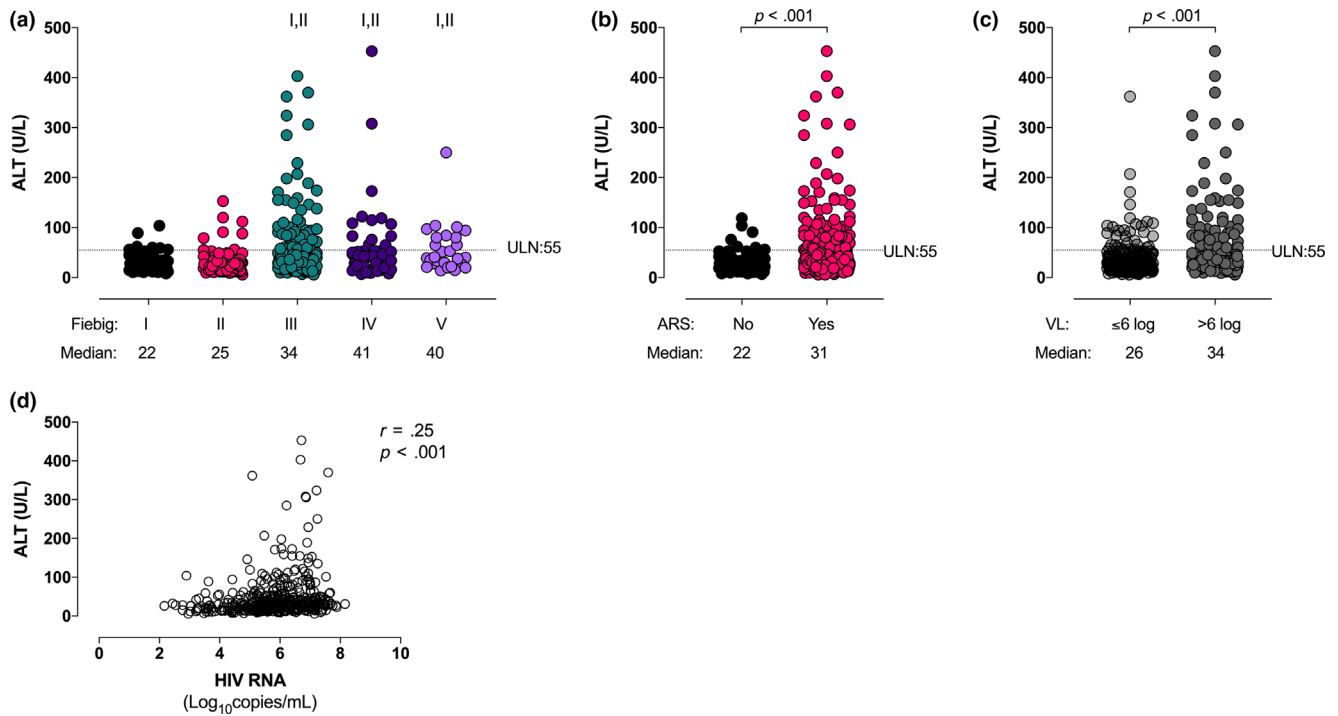 (a)
I,II I,II I,II
500
400
300
200
100
0
ALT (U/L)
ULN:55
Fiebig: I II III IV V
Median: 22 25 34 41 40
(b)
p < .001
500
400
300
200
100
0
ALT (U/L)
ULN:55
ARS: No Yes
Median: 22 31
(c)
p < .001
500
400
300
200
100
0
ALT (U/L)
ULN:55
VL: ≤6 log >6 log
Median: 26 34
(d)
500
400
300
200
100
0
ALT (U/L)
r = .25
p < .001
0 2 4 6 8 10
HIV RNA
(Log10copies/mL)